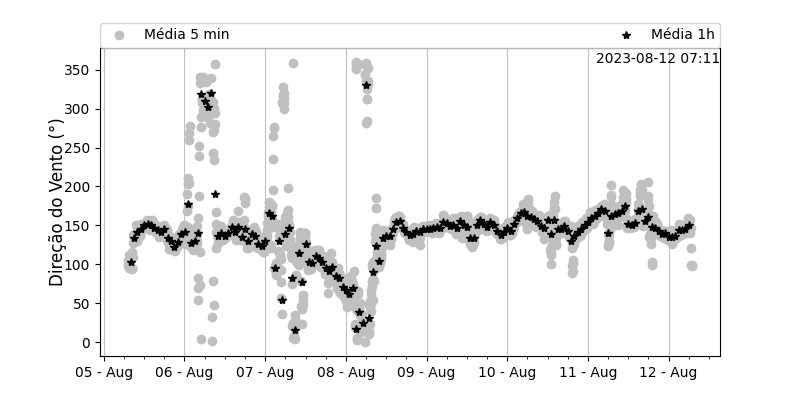 Média 5 min
Média 1h
2023-08-12 07:11
Direção do Vento (°)
350
300
250
200
150
100
50
0
05 - Aug
06 - Aug
07 - Aug
08 - Aug
09 - Aug
10 - Aug
11 - Aug
12 - Aug